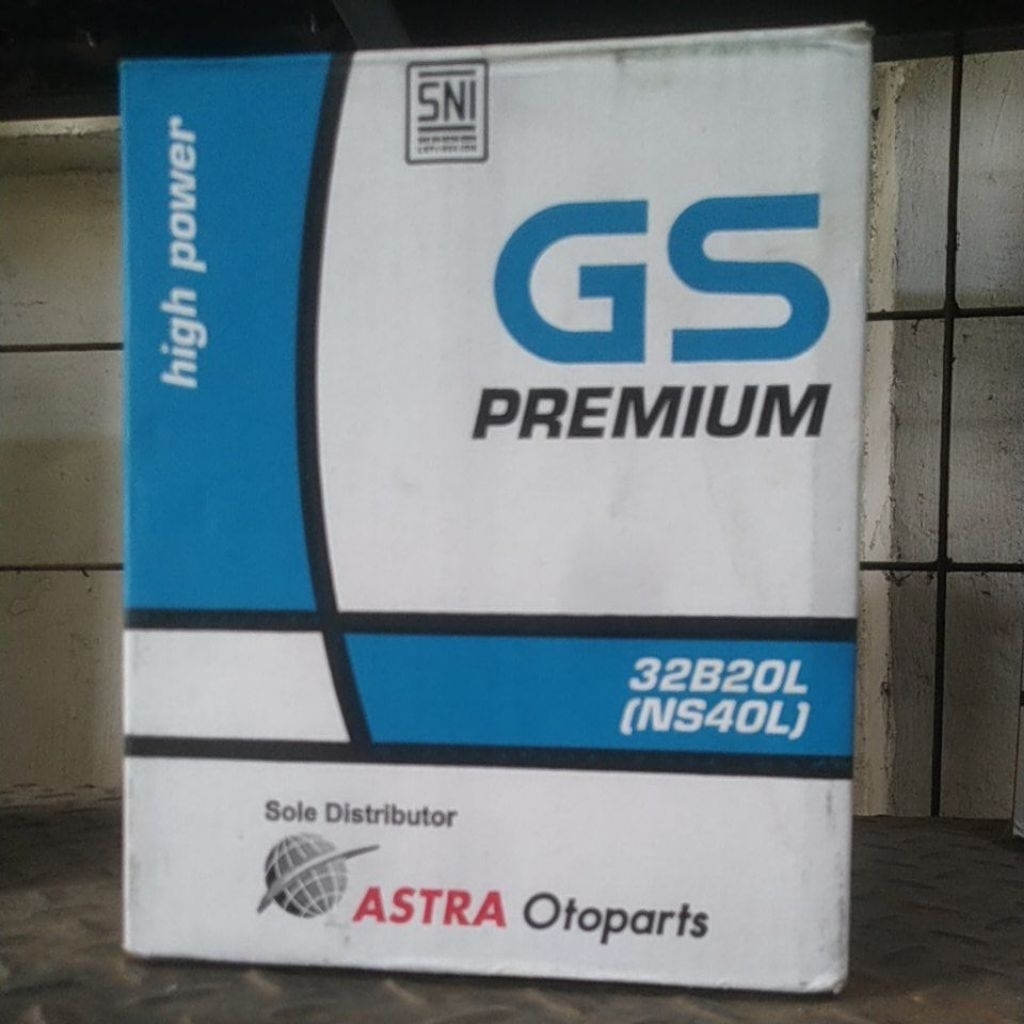 high power
SNI
GS
PREMIUM
32B20L
(NS40L)
Sole Distributor
ASTRA Otoparts